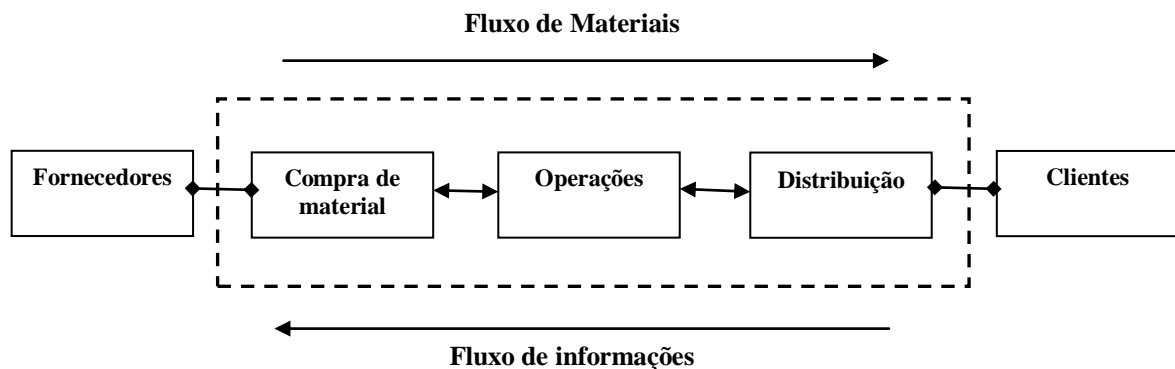 Fluxo de Materiais
Fornecedores
Compra de
material
Operações
Distribuição
Clientes
Fluxo de informações